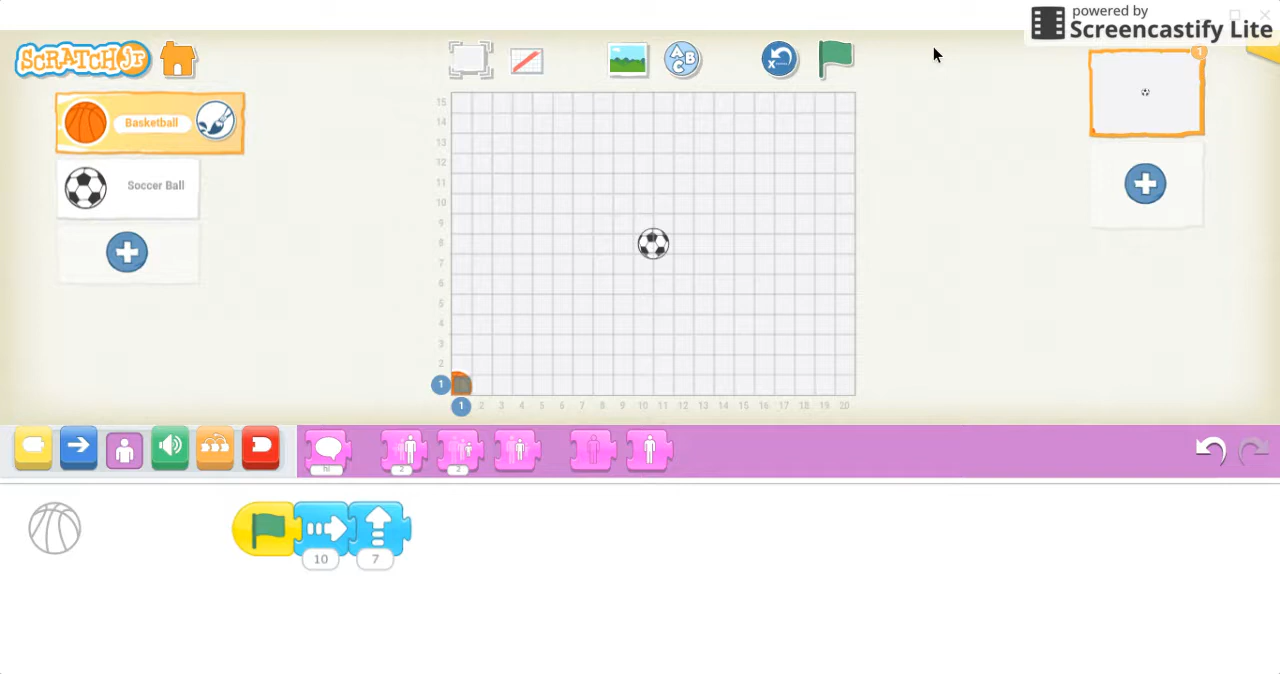 powered by
Screencastify Lite
SCRATCHJR
Basketball
Soccer Ball
A
B
C
x
1
15
14
13
12
11
10
9
8
7
6
5
4
3
2
1
1 2 3 4 5 6 7 8 9 10 11 12 13 14 15 16 17 18 19 20
hi
2
2
10
7